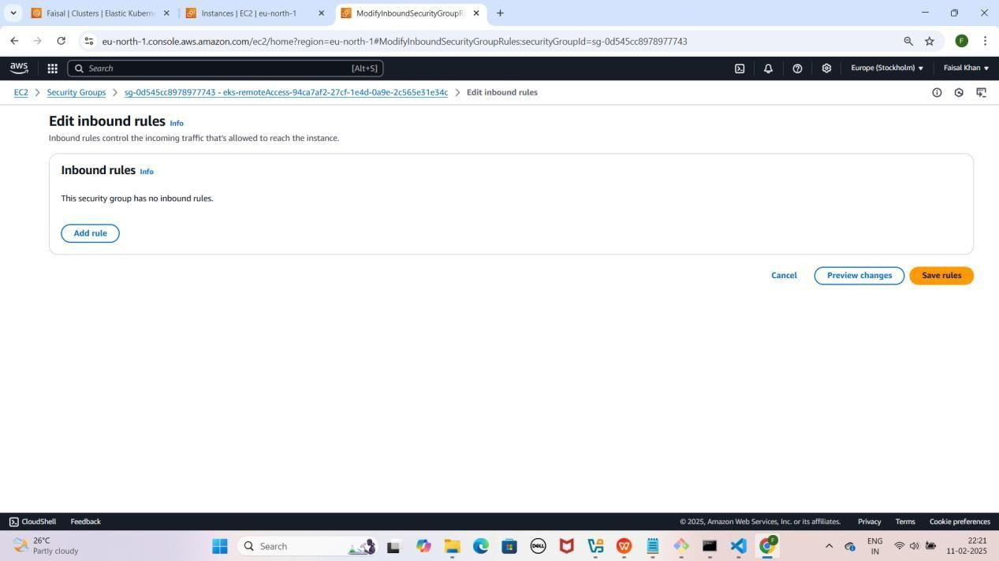 Faisal | Clusters | Elastic Kubern
Instances | EC2 | eu-north-1
ModifyInboundSecurityGroupR
eu-north-1.console.aws.amazon.com/ec2/home?region=eu-north-1#ModifyInboundSecurityGroupRules:securityGroupId=sg-0d545cc8978977743
F
aws
Search
[Alt+S]
Europe (Stockholm)
Faisal Khan
EC2 > Security Groups > sg-0d545cc8978977743 - eks-remoteAccess-94ca7af2-27cf-1e4d-0a9e-2c565e31e34c > Edit inbound rules
Edit inbound rules Info
Inbound rules control the incoming traffic that's allowed to reach the instance.
Inbound rules Info
This security group has no inbound rules.
Add rule
Cancel
Preview changes
Save rules
CloudShell
Feedback
© 2025, Amazon Web Services, Inc. or its affiliates.
Privacy
Terms
Cookie preferences
26°C
Partly cloudy
Search
DELL
F
ENG
IN
22:21
11-02-2025